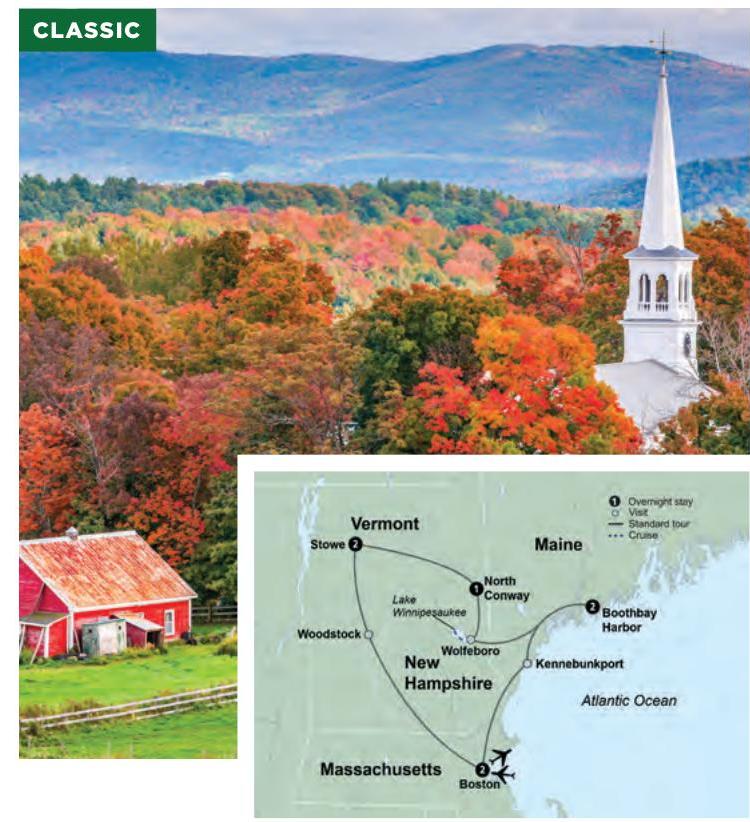 CLASSIC
1 Overnight stay
Visit
Standard tour
Cruise
Vermont
Stowe 2
Maine
1 North
Conway
Lake
Winnipesaukee
2 Boothbay
Harbor
Woodstock
Wolfeboro
New
Hampshire
Kennebunkport
Atlantic Ocean
Massachusetts
2
Boston